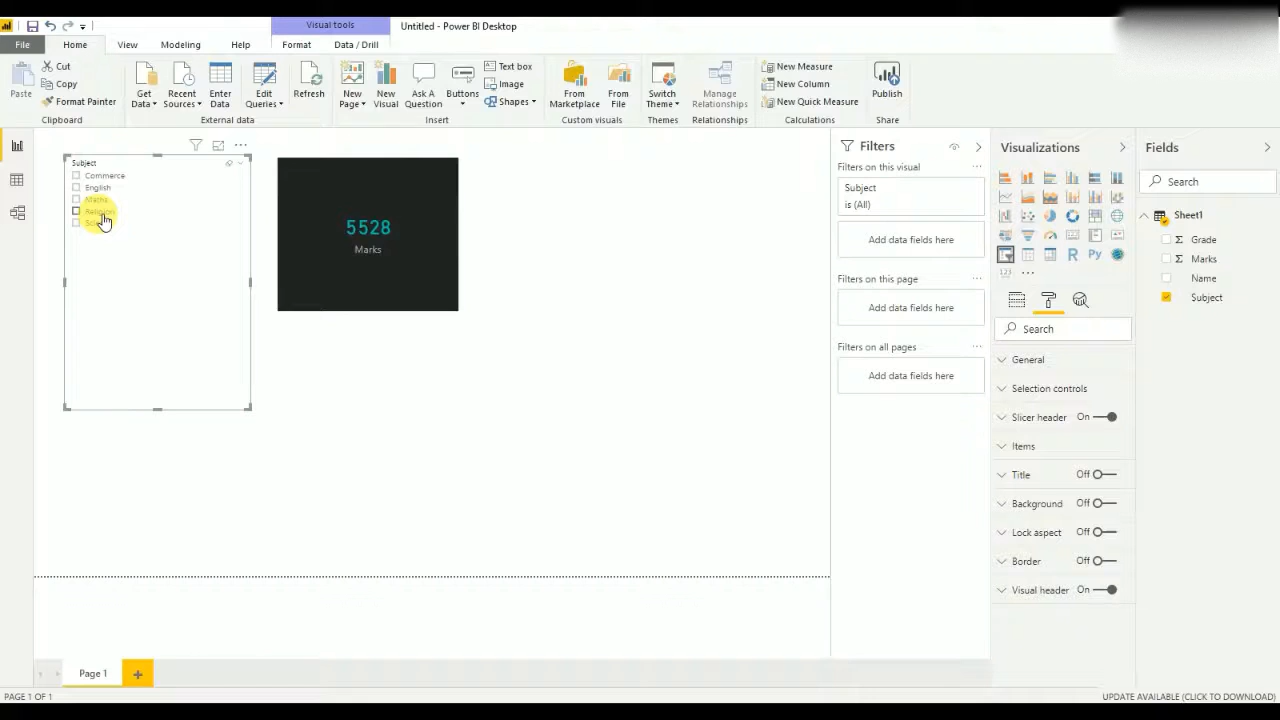 Visual tools
Untitled - Power BI Desktop
File
Home
View
Modeling
Help
Format
Data / Drill
Paste
Cut
Copy
Format Painter
Clipboard
Get Data
Recent Sources
Enter Data
Edit Queries
External data
Refresh
New Page
New Visual
Ask A Question
Buttons
Text box
Image
Shapes
Insert
From Marketplace
From File
Custom visuals
Switch Theme
Themes
Manage Relationships
Relationships
New Measure
New Column
New Quick Measure
Calculations
Publish
Share
Subject
Commerce
English
Maths
Religion
5528
Marks
Filters
Filters on this visual
Subject
is (All)
Add data fields here
Filters on this page
Add data fields here
Filters on all pages
Add data fields here
Visualizations
R
Py
123
Search
General
Selection controls
Slicer header On
Items
Title Off
Background Off
Lock aspect Off
Border Off
Visual header On
Fields
Search
Sheet1
Σ Grade
Σ Marks
Name
Subject
Page 1
PAGE 1 OF 1
UPDATE AVAILABLE (CLICK TO DOWNLOAD)